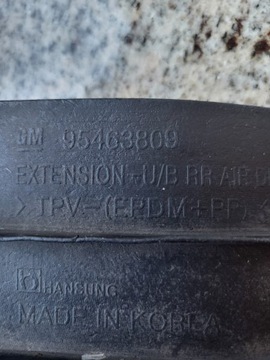 GM 95463809
EXTENSION-U/B RR AIR D
>TPV-(EPDM+PP)
HANSUNG
MADE IN KOREA